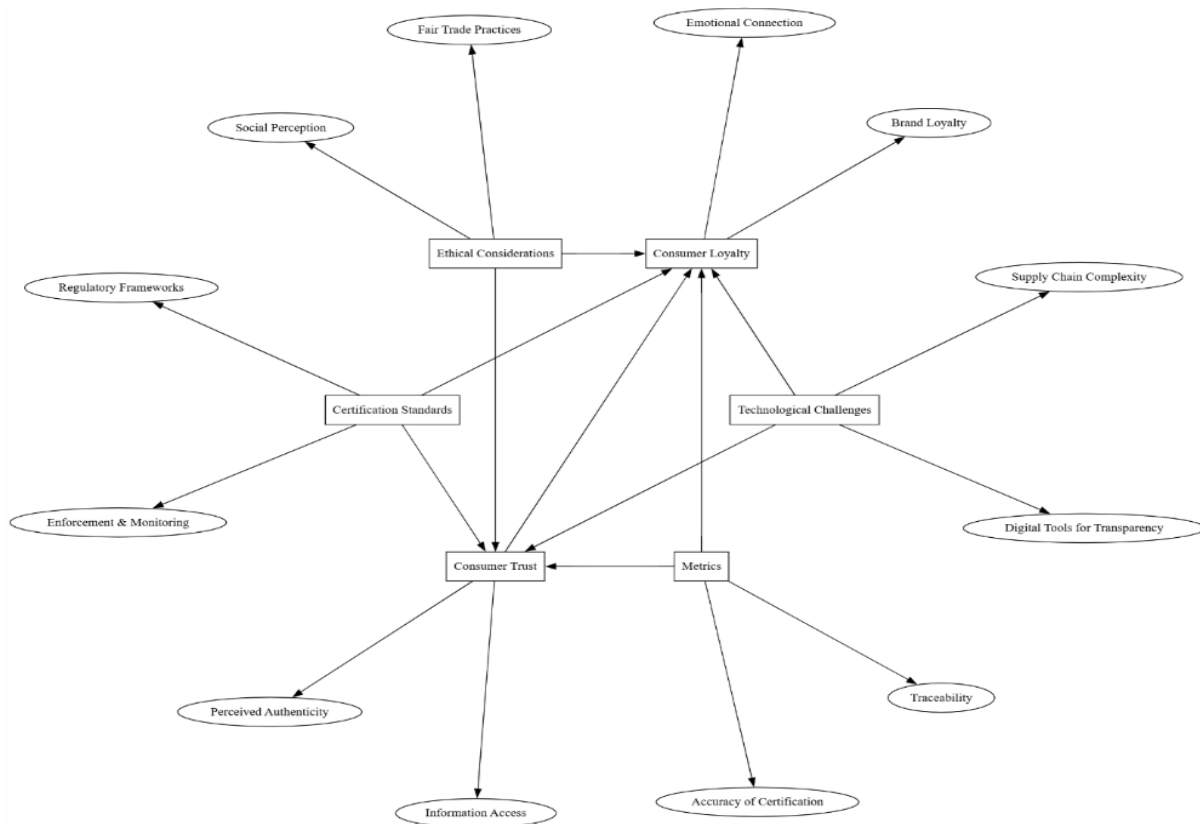 Emotional Connection
Fair Trade Practices
Brand Loyalty
Social Perception
Ethical Considerations
Consumer Loyalty
Supply Chain Complexity
Regulatory Frameworks
Certification Standards
Technological Challenges
Enforcement & Monitoring
Digital Tools for Transparency
Consumer Trust
Metrics
Traceability
Perceived Authenticity
Accuracy of Certification
Information Access